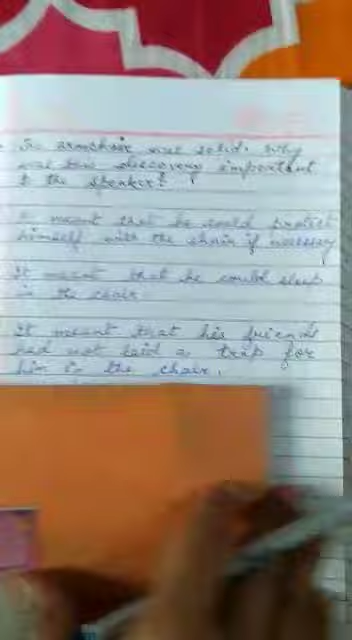 armchair was solid. Why
was this discovery important
to the speaker?
meant that he could protect
himself with the chair if necessary
It meant that he could sleep
in the chair
It meant that his friends
had not laid a trap for
him in the chair.